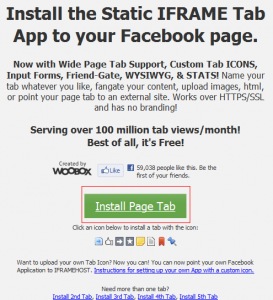 Install the Static IFRAME Tab
App to your Facebook page.
Now with Wide Page Tab Support, Custom Tab ICONS,
Input Forms, Friend-Gate, WYSIWYG, & STATS! Name your
tab whatever you like, fangate your content, upload images, html,
or point your page tab to an external site. Works over HTTPS/SSL
and has no branding!
Serving over 100 million tab views/month!
Best of all, it's Free!
Created by
WOOBOX
Like
59,038 people like this. Be the
first of your friends.
Install Page Tab
Click an icon below to install a tab with the icon:
Want to upload your own Tab Icon? Now you can! You can now point your own Facebook
Application to IFRAMEHOST. Instructions for setting up your own App with a custom icon.
Need more than one tab?
Install 2nd Tab, Install 3rd Tab, Install 4th Tab, Install 5th Tab